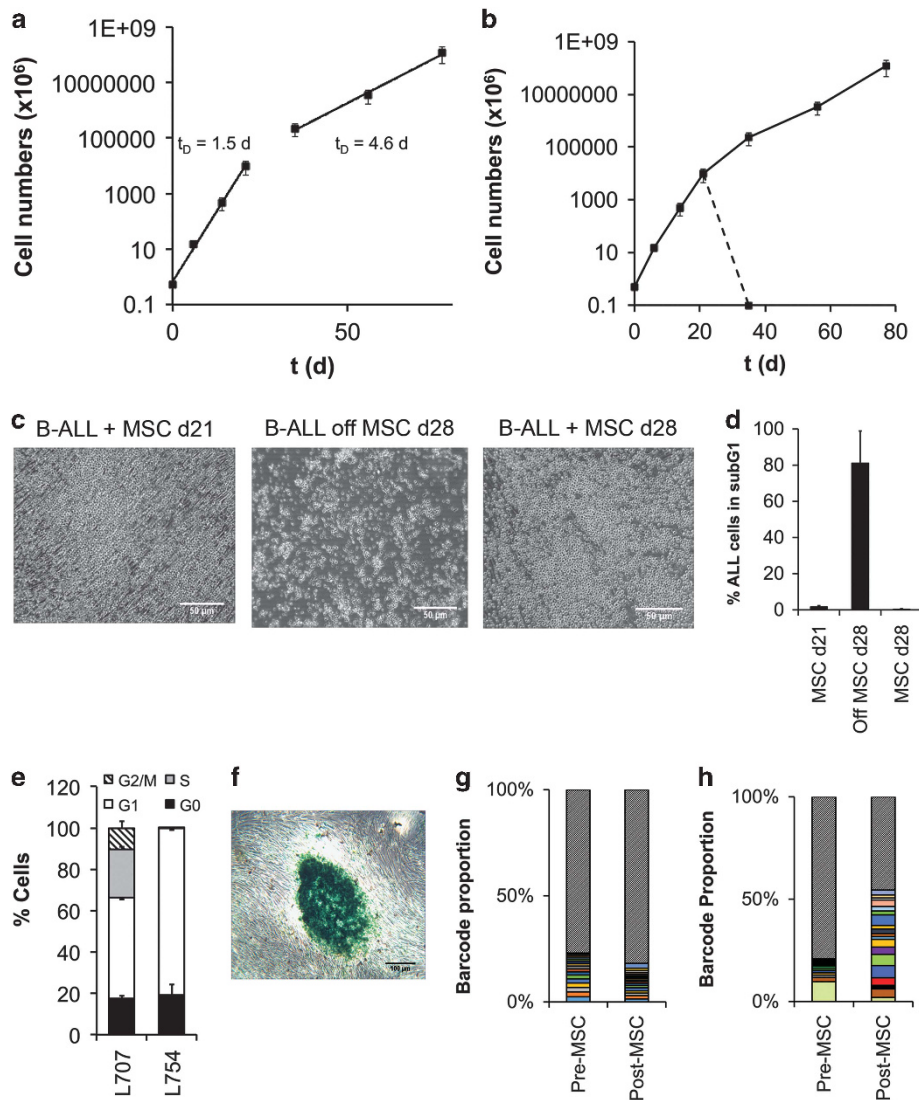 a
Cell numbers (x10⁶)
1E+09
10000000
100000
1000
10
0.1
t_D = 1.5 d
t_D = 4.6 d
0
50
t (d)
b
Cell numbers (x10⁶)
1E+09
10000000
100000
1000
10
0.1
0
20
40
60
80
t (d)
c
B-ALL + MSC d21
B-ALL off MSC d28
B-ALL + MSC d28
50 µm
50 µm
50 µm
d
% ALL cells in subG1
100
80
60
40
20
0
MSC d21
Off MSC d28
MSC d28
e
G2/M
S
G1
G0
% Cells
120
100
80
60
40
20
0
L707
L754
f
100 µm
g
Barcode proportion
100%
50%
0%
Pre-MSC
Post-MSC
h
Barcode Proportion
100%
50%
0%
Pre-MSC
Post-MSC